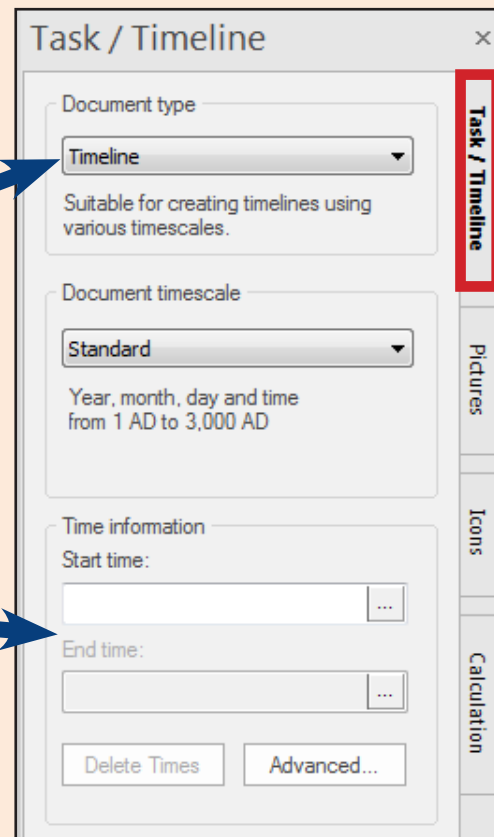 Task / Timeline
×
Document type
Timeline
Suitable for creating timelines using
various timescales.
Document timescale
Standard
Year, month, day and time
from 1 AD to 3,000 AD
Time information
Start time:
...
End time:
...
Delete Times
Advanced...
Task / Timeline
Pictures
Icons
Calculation